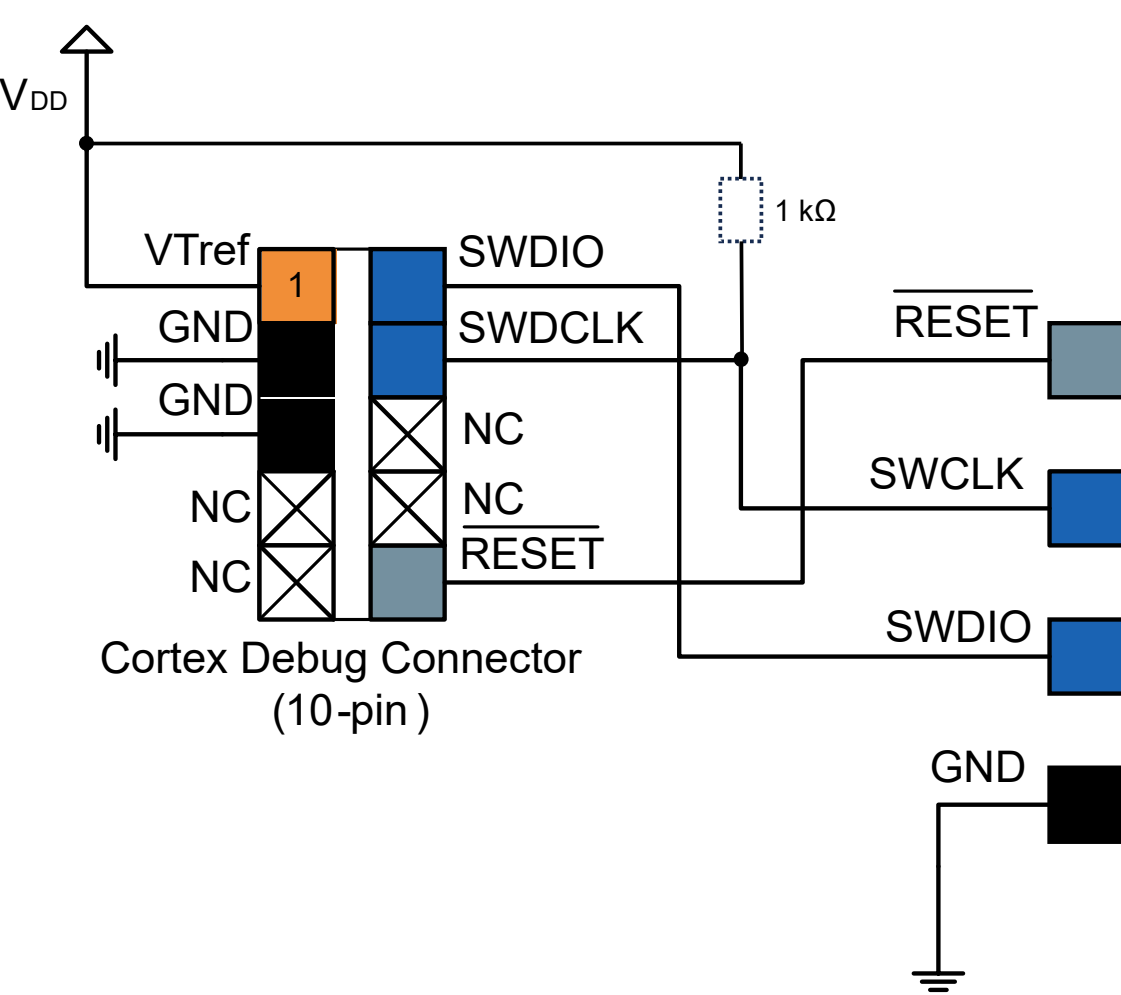 VDD
1 kΩ
VTref
1
SWDIO
GND
SWDCLK
RESET
GND
NC
SWCLK
NC
NC
RESET
NC
SWDIO
Cortex Debug Connector
(10-pin )
GND